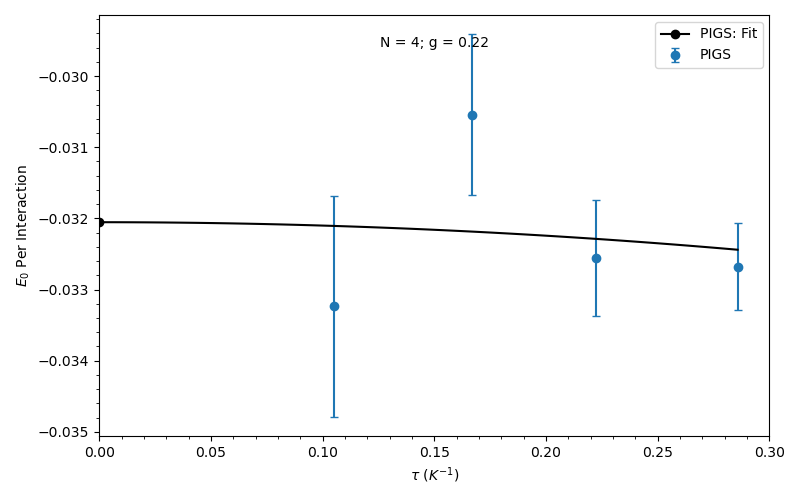 N = 4; g = 0.22
PIGS: Fit
PIGS
−0.030
−0.031
−0.032
−0.033
−0.034
−0.035
E₀ Per Interaction
0.00 0.05 0.10 0.15 0.20 0.25 0.30
τ (K⁻¹)